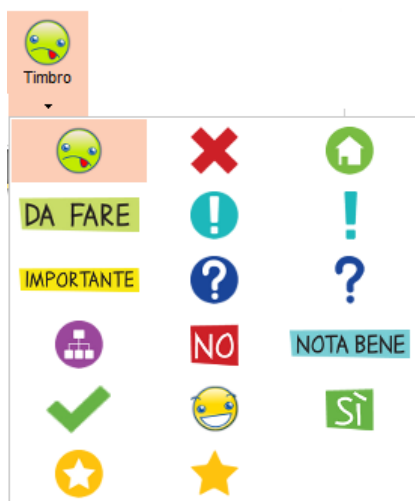 Timbro
DA FARE
!
!
IMPORTANTE
?
?
NO
NOTA BENE
SÌ